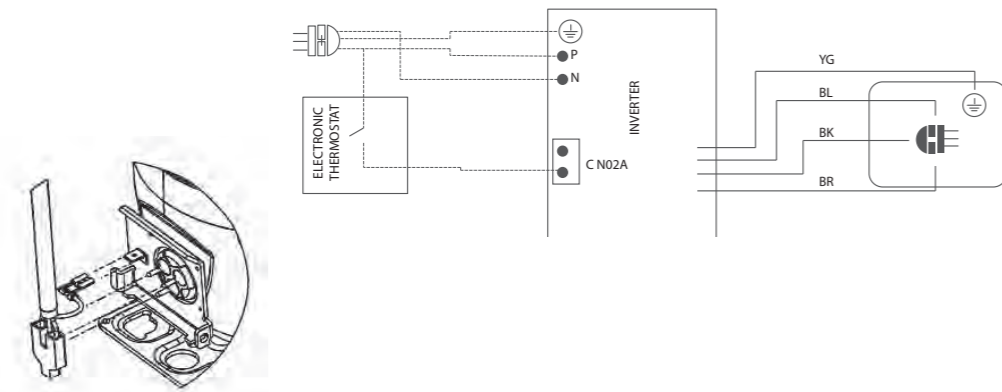 P
N
ELECTRONIC
THERMOSTAT
INVERTER
C N02A
YG
BL
BK
BR